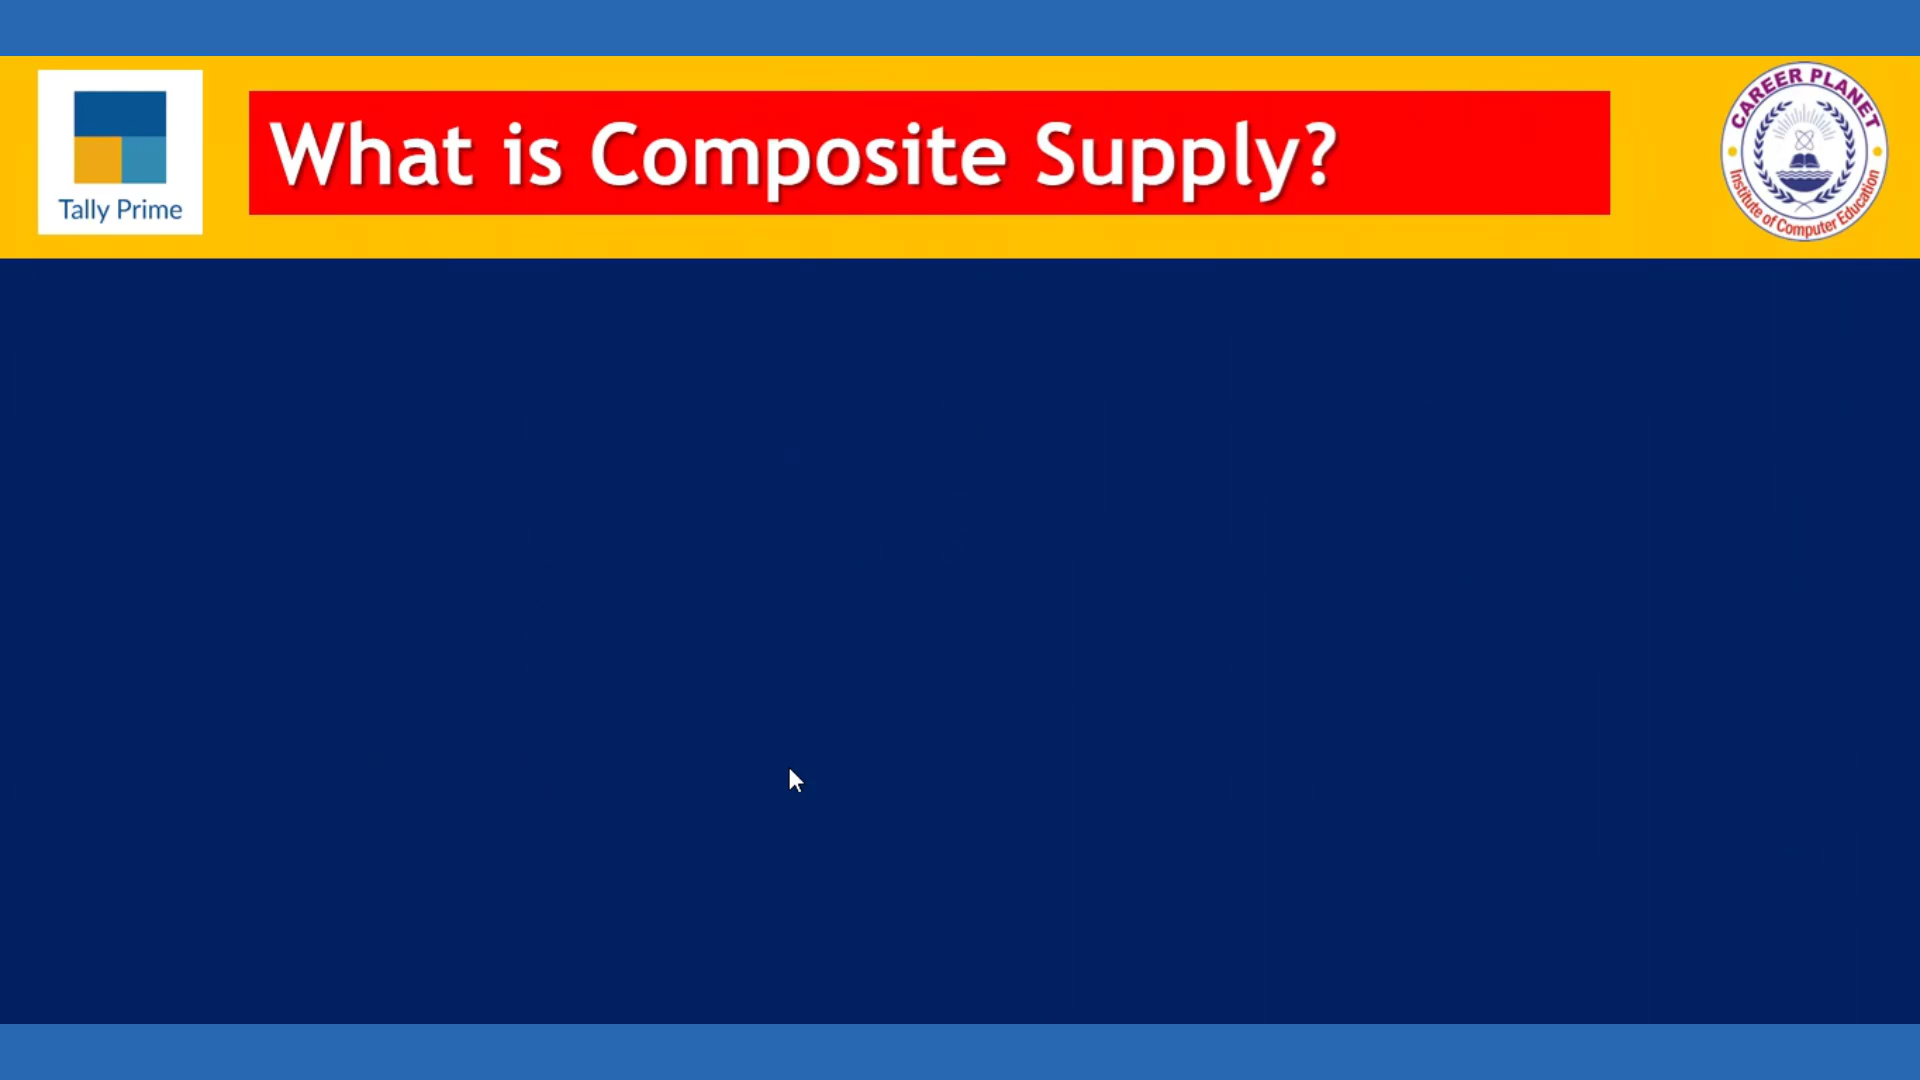 What is Composite Supply?
Tally Prime
CAREER PLANET
Institute of Computer Education